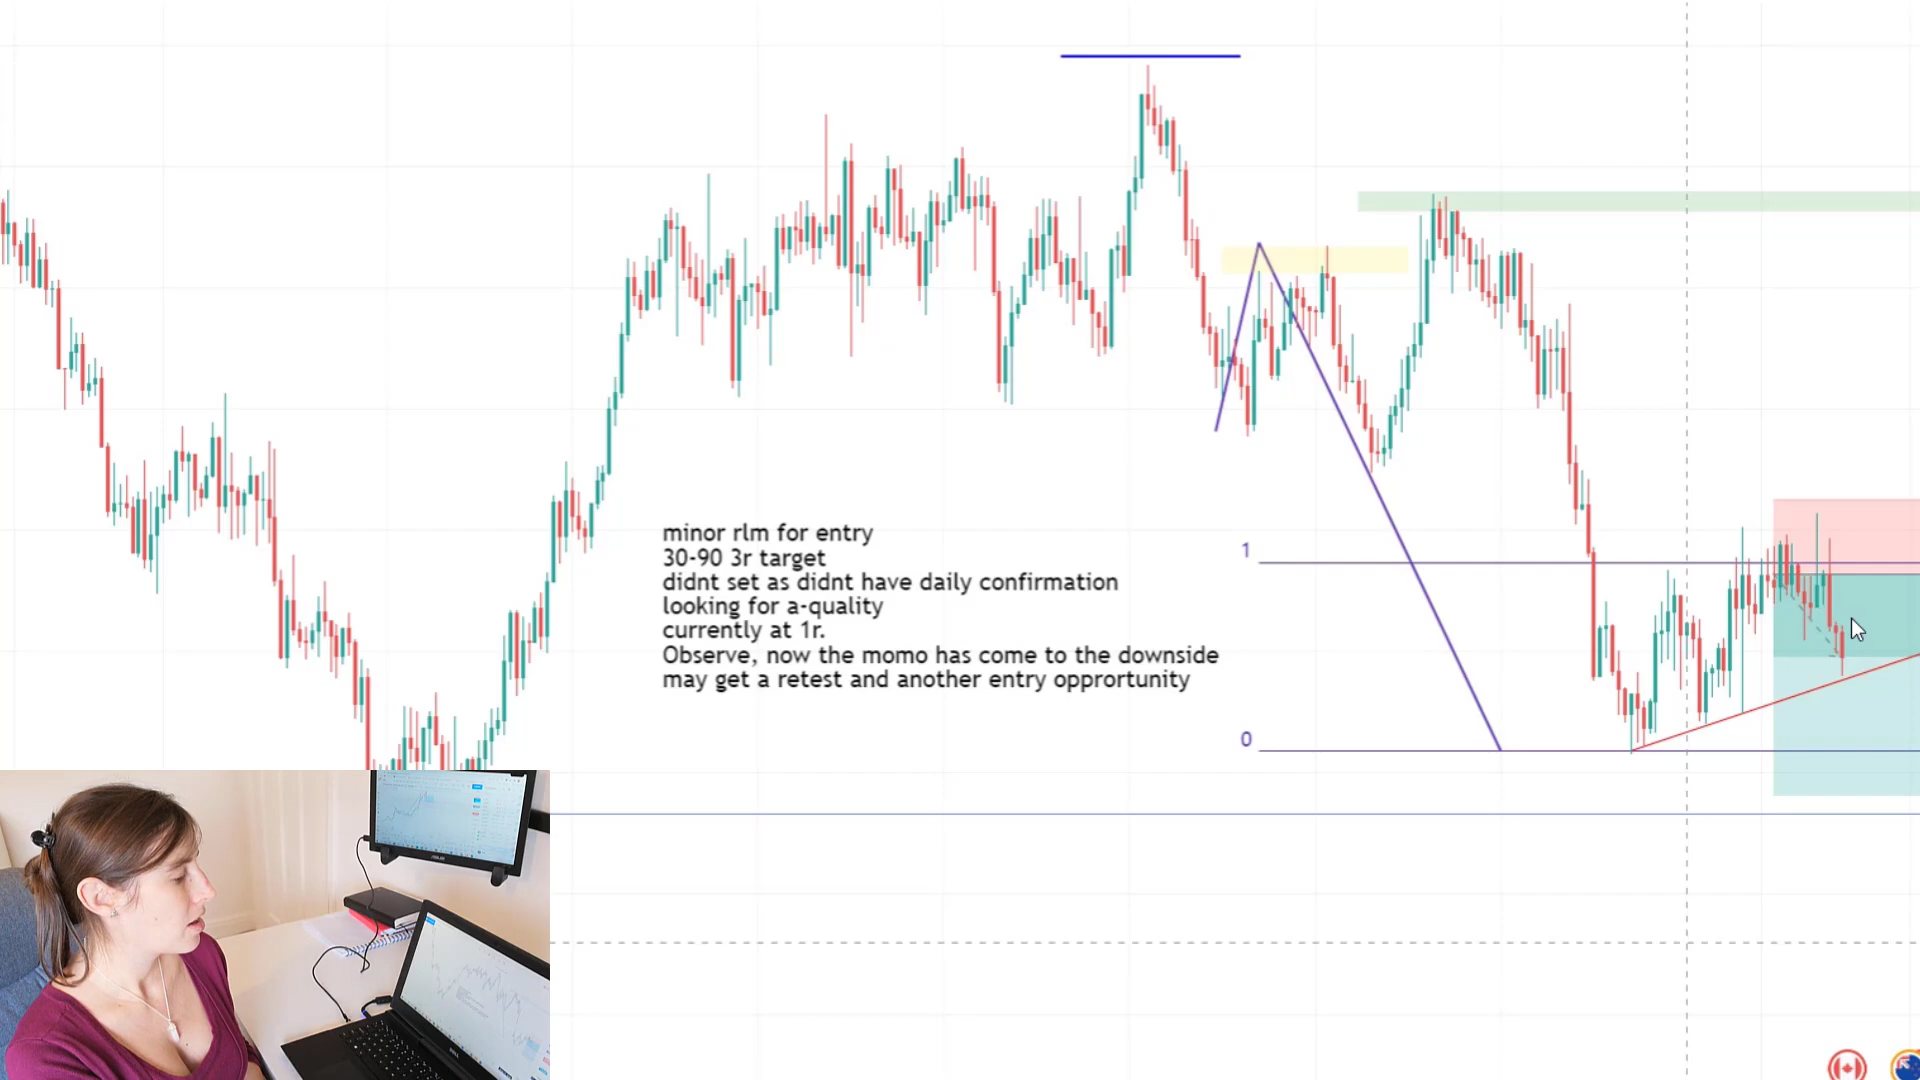 minor rlm for entry
30-90 3r target
didnt set as didnt have daily confirmation
looking for a-quality
currently at 1r.
Observe, now the momo has come to the downside
may get a retest and another entry opprortunity
1
0